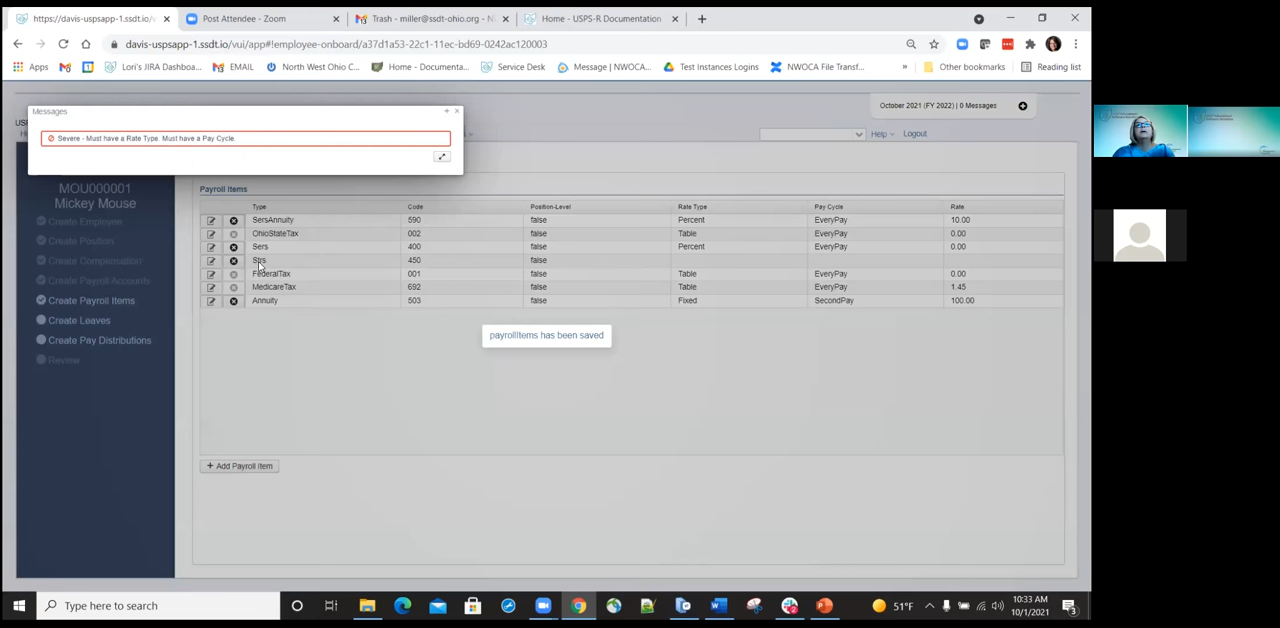 https://davis-uspsapp-1.ssdt.io/v
Post Attendee - Zoom
Trash - miller@ssdt-ohio.org - N
Home - USPS-R Documentation
davis-uspsapp-1.ssdt.io/vui/app#!employee-onboard/a37d1a53-22c1-11ec-bd69-0242ac120003
Apps
Lori's JIRA Dashboa...
EMAIL
North West Ohio C...
Home - Documenta...
Service Desk
Message | NWOCA...
Test Instances Logins
NWOCA File Transf...
»
Other bookmarks
Reading list
Messages
October 2021 (FY 2022) | 0 Messages
Help
Logout
Severe - Must have a Rate Type. Must have a Pay Cycle.
MOU000001
Mickey Mouse
Create Employee
Create Position
Create Compensation
Create Payroll Accounts
Create Payroll Items
Create Leaves
Create Pay Distributions
Review
Payroll Items
Type Code Position-Level Rate Type Pay Cycle Rate
SersAnnuity 590 false Percent EveryPay 10.00
OhioStateTax 002 false Table EveryPay 0.00
Sers 400 false Percent EveryPay 0.00
Strs 450 false
FederalTax 001 false Table EveryPay 0.00
MedicareTax 692 false Table EveryPay 1.45
Annuity 503 false Fixed SecondPay 100.00
payrollItems has been saved
+ Add Payroll Item
Type here to search
51°F
10:33 AM
10/1/2021
3